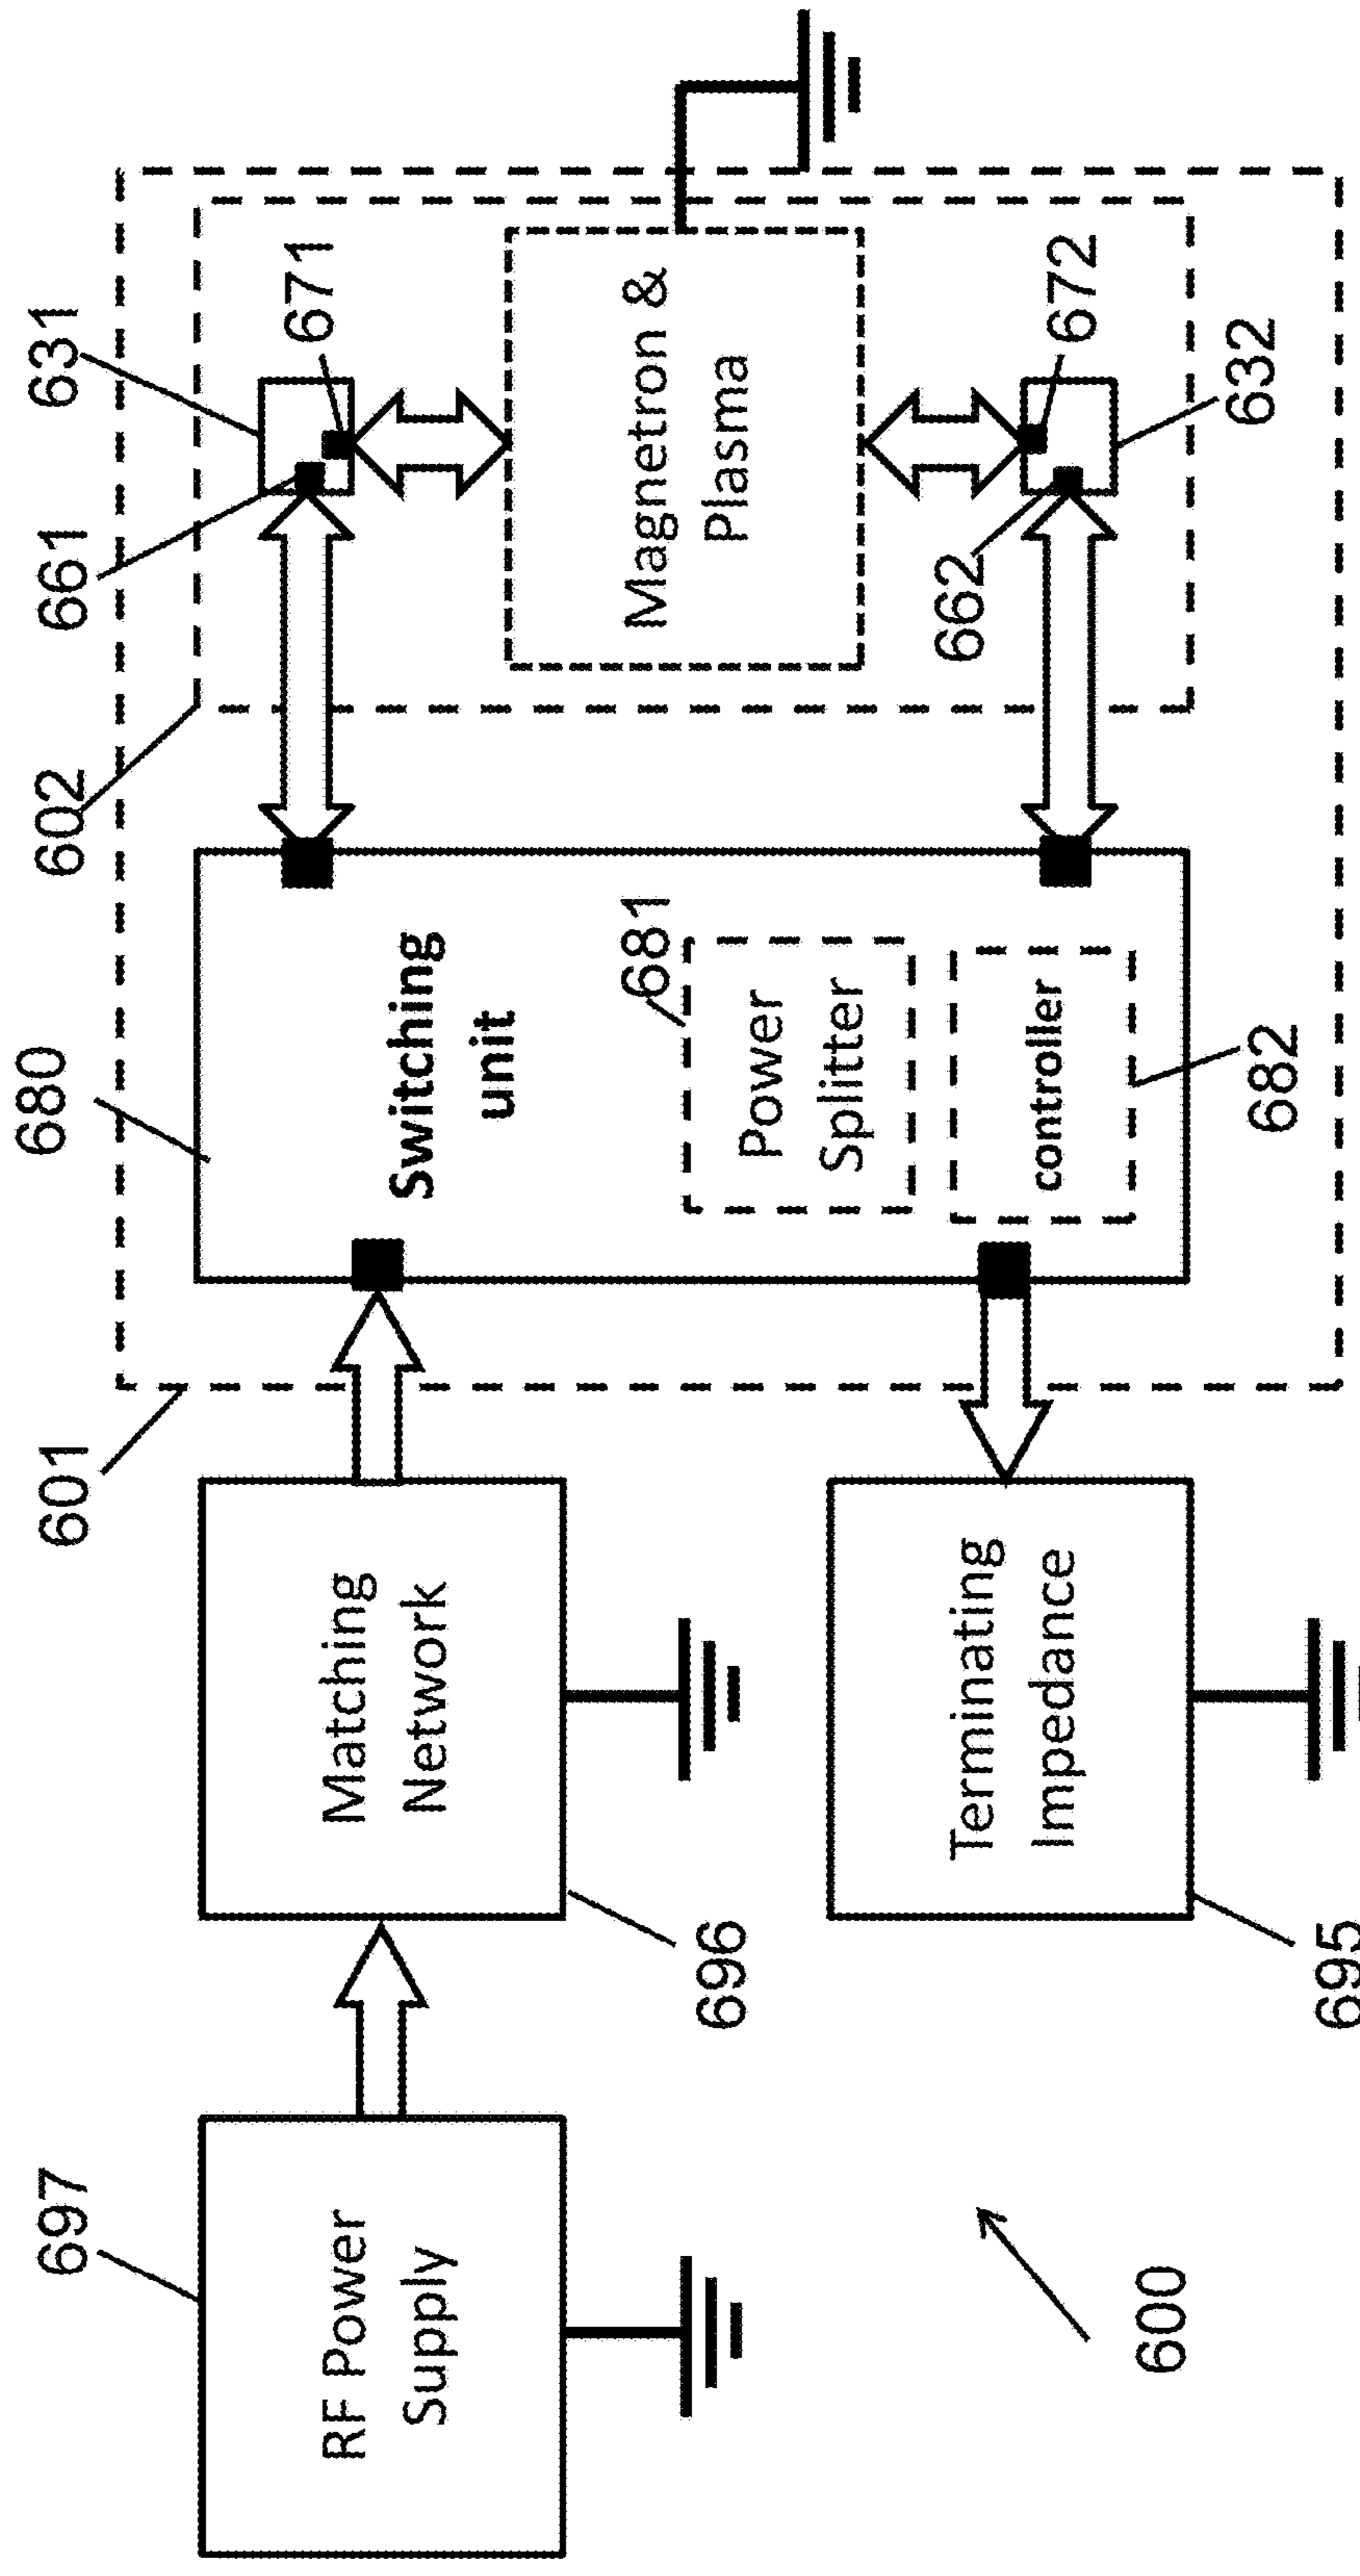 697
RF Power
Supply
696
Matching
Network
695
Terminating
Impedance
600
601
680
Switching
unit
681
Power
Splitter
controller
682
602
661
631
671
Magnetron &
Plasma
662
672
632